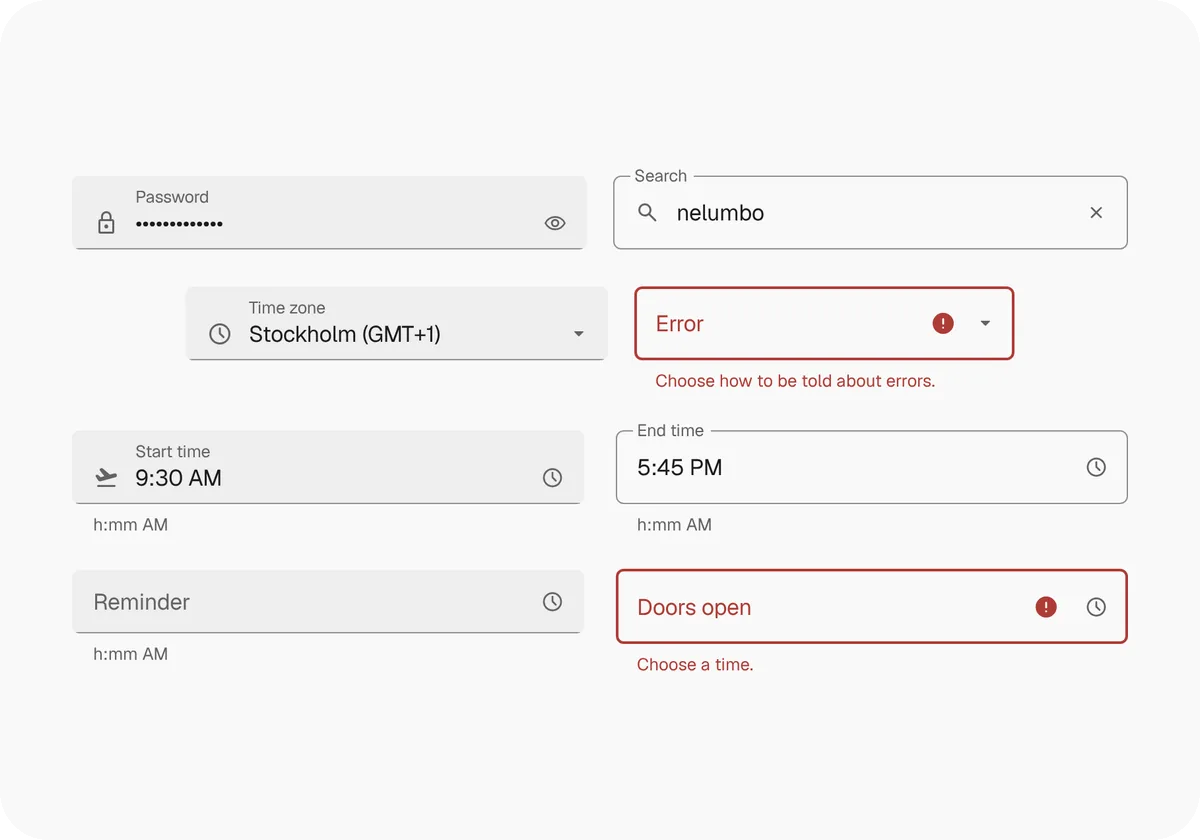 Password
•••••••••••••
Search
nelumbo
Time zone
Stockholm (GMT+1)
Error
Choose how to be told about errors.
Start time
9:30 AM
h:mm AM
End time
5:45 PM
h:mm AM
Reminder
h:mm AM
Doors open
Choose a time.